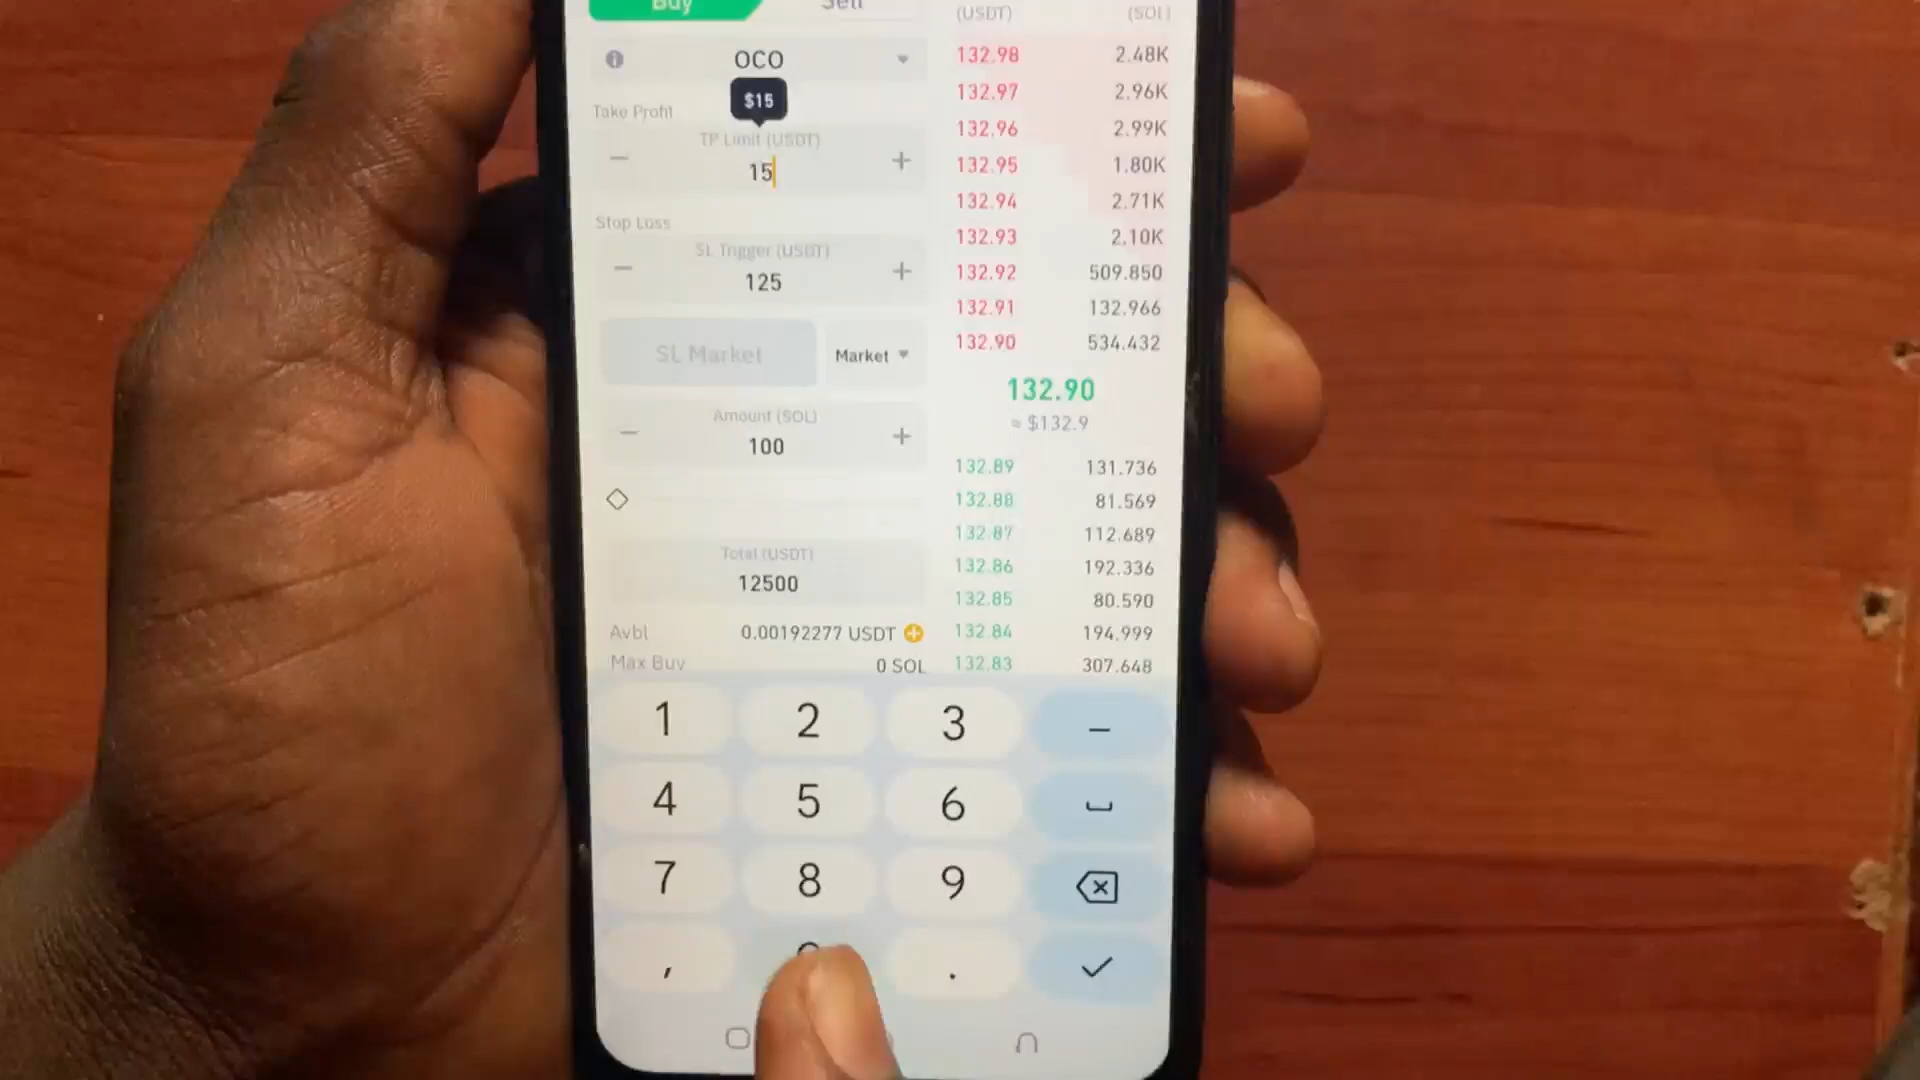 Buy Sell
(USDT) (SOL)
OCO
$15
Take Profit
TP Limit (USDT)
15
Stop Loss
SL Trigger (USDT)
125
SL Market
Market
Amount (SOL)
100
Total (USDT)
12500
Avbl 0.00192277 USDT
Max Buy 0 SOL
132.98 2.48K
132.97 2.96K
132.96 2.99K
132.95 1.80K
132.94 2.71K
132.93 2.10K
132.92 509.850
132.91 132.966
132.90 534.432
132.90
≈ $132.9
132.89 131.736
132.88 81.569
132.87 112.689
132.86 192.336
132.85 80.590
132.84 194.999
132.83 307.648
1 2 3 –
4 5 6
7 8 9
, .